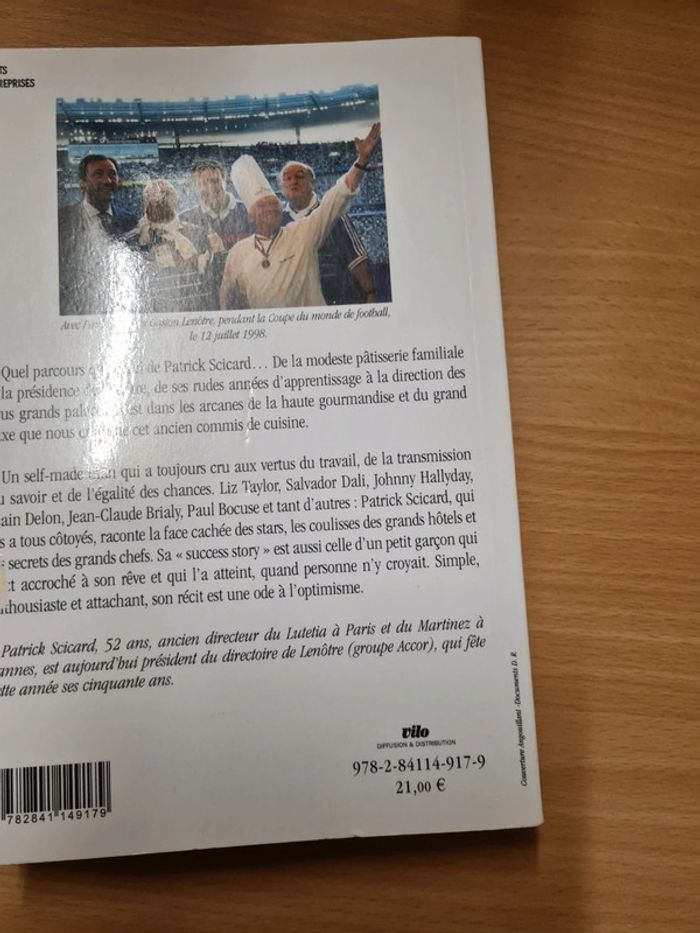 TS
REPRISES
Avec Gaston Lenôtre, pendant la Coupe du monde de football,
le 12 juillet 1998.
Quel parcours de Patrick Scicard… De la modeste pâtisserie familiale
la présidence de ses rudes années d'apprentissage à la direction des
us grands dans les arcanes de la haute gourmandise et du grand
xe que nous cet ancien commis de cuisine.
Un self-made qui a toujours cru aux vertus du travail, de la transmission
u savoir et de l'égalité des chances. Liz Taylor, Salvador Dali, Johnny Hallyday,
ain Delon, Jean-Claude Brialy, Paul Bocuse et tant d'autres : Patrick Scicard, qui
s a tous côtoyés, raconte la face cachée des stars, les coulisses des grands hôtels et
secrets des grands chefs. Sa « success story » est aussi celle d'un petit garçon qui
t accroché à son rêve et qui l'a atteint, quand personne n'y croyait. Simple,
thousiaste et attachant, son récit est une ode à l'optimisme.
Patrick Scicard, 52 ans, ancien directeur du Lutetia à Paris et du Martinez à
annes, est aujourd'hui président du directoire de Lenôtre (groupe Accor), qui fête
tte année ses cinquante ans.
Couverture Angouillant -Documents D. R.
vilo
DIFFUSION & DISTRIBUTION
978-2-84114-917-9
21,00 €
782841 149179